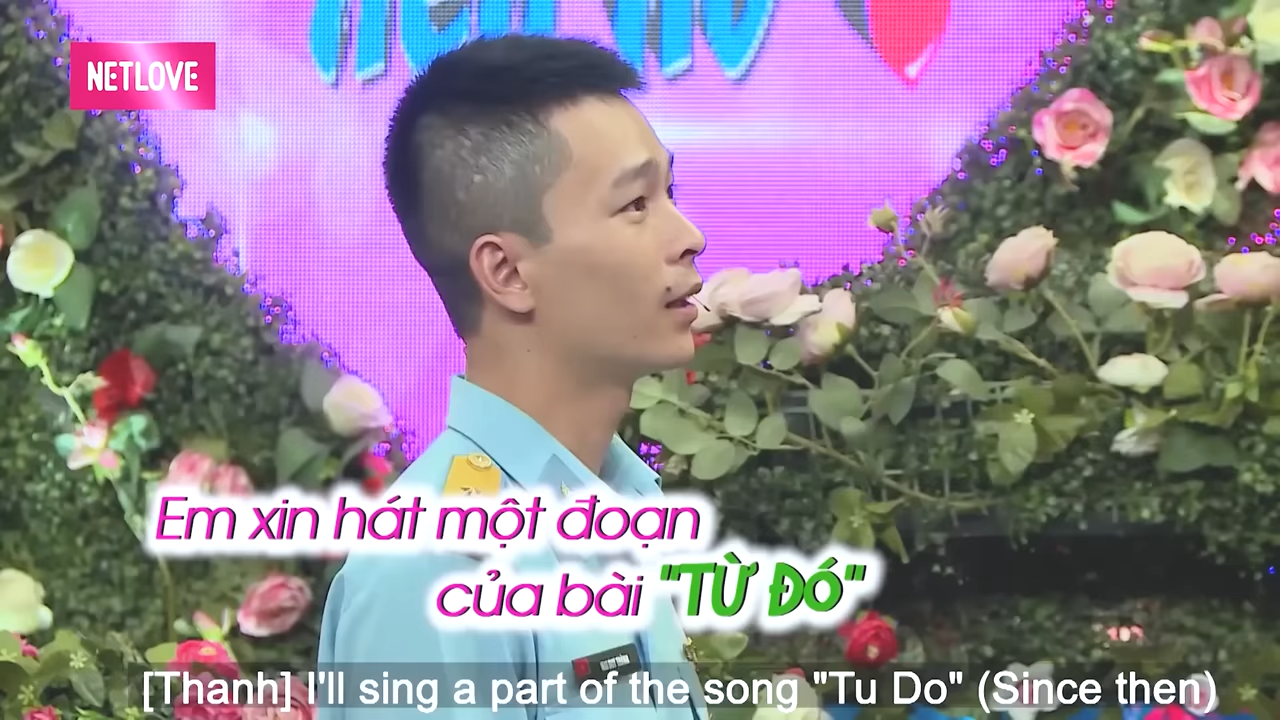 NETLOVE
Em xin hát một đoạn
của bài "TỪ ĐÓ"
[Thanh] I'll sing a part of the song "Tu Do" (Since then)